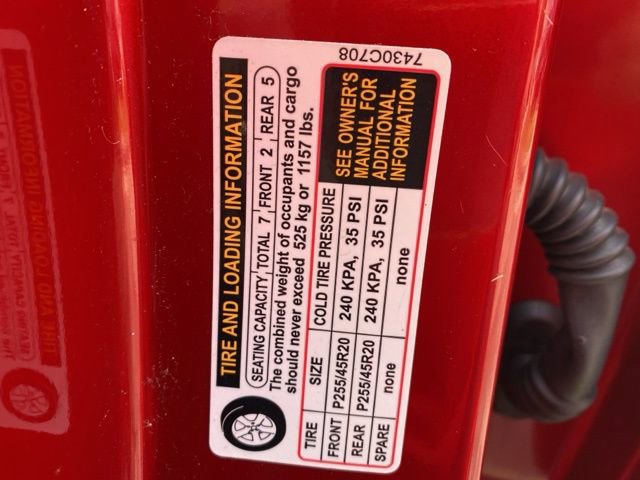 TIRE AND LOADING INFORMATION
SEATING CAPACITY TOTAL 7 FRONT 2 REAR 5
The combined weight of occupants and cargo
should never exceed 525 kg or 1157 lbs.
TIRE SIZE COLD TIRE PRESSURE
FRONT P255/45R20 240 KPA, 35 PSI
REAR P255/45R20 240 KPA, 35 PSI
SPARE none none
SEE OWNER'S
MANUAL FOR
ADDITIONAL
INFORMATION
7430C708